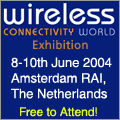 wireless
CONNECTIVITY WORLD
Exhibition
8-10th June 2004
Amsterdam RAI,
The Netherlands
Free to Attend!